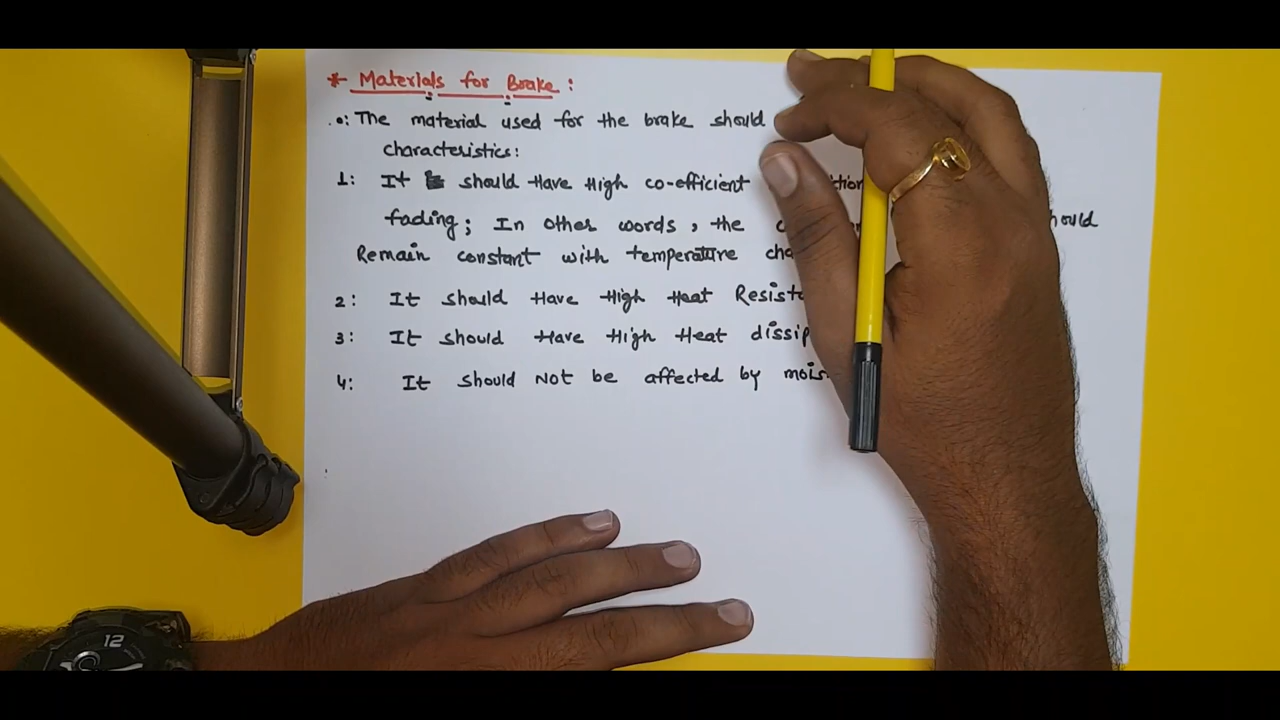 * Materials for Brake :
•: The material used for the brake should
characteristics:
1: It should Have High co-efficient
fading; In other words, the should
Remain constant with temperature
2: It should Have High Heat
3: It should Have High Heat
4: It should Not be affected by
12